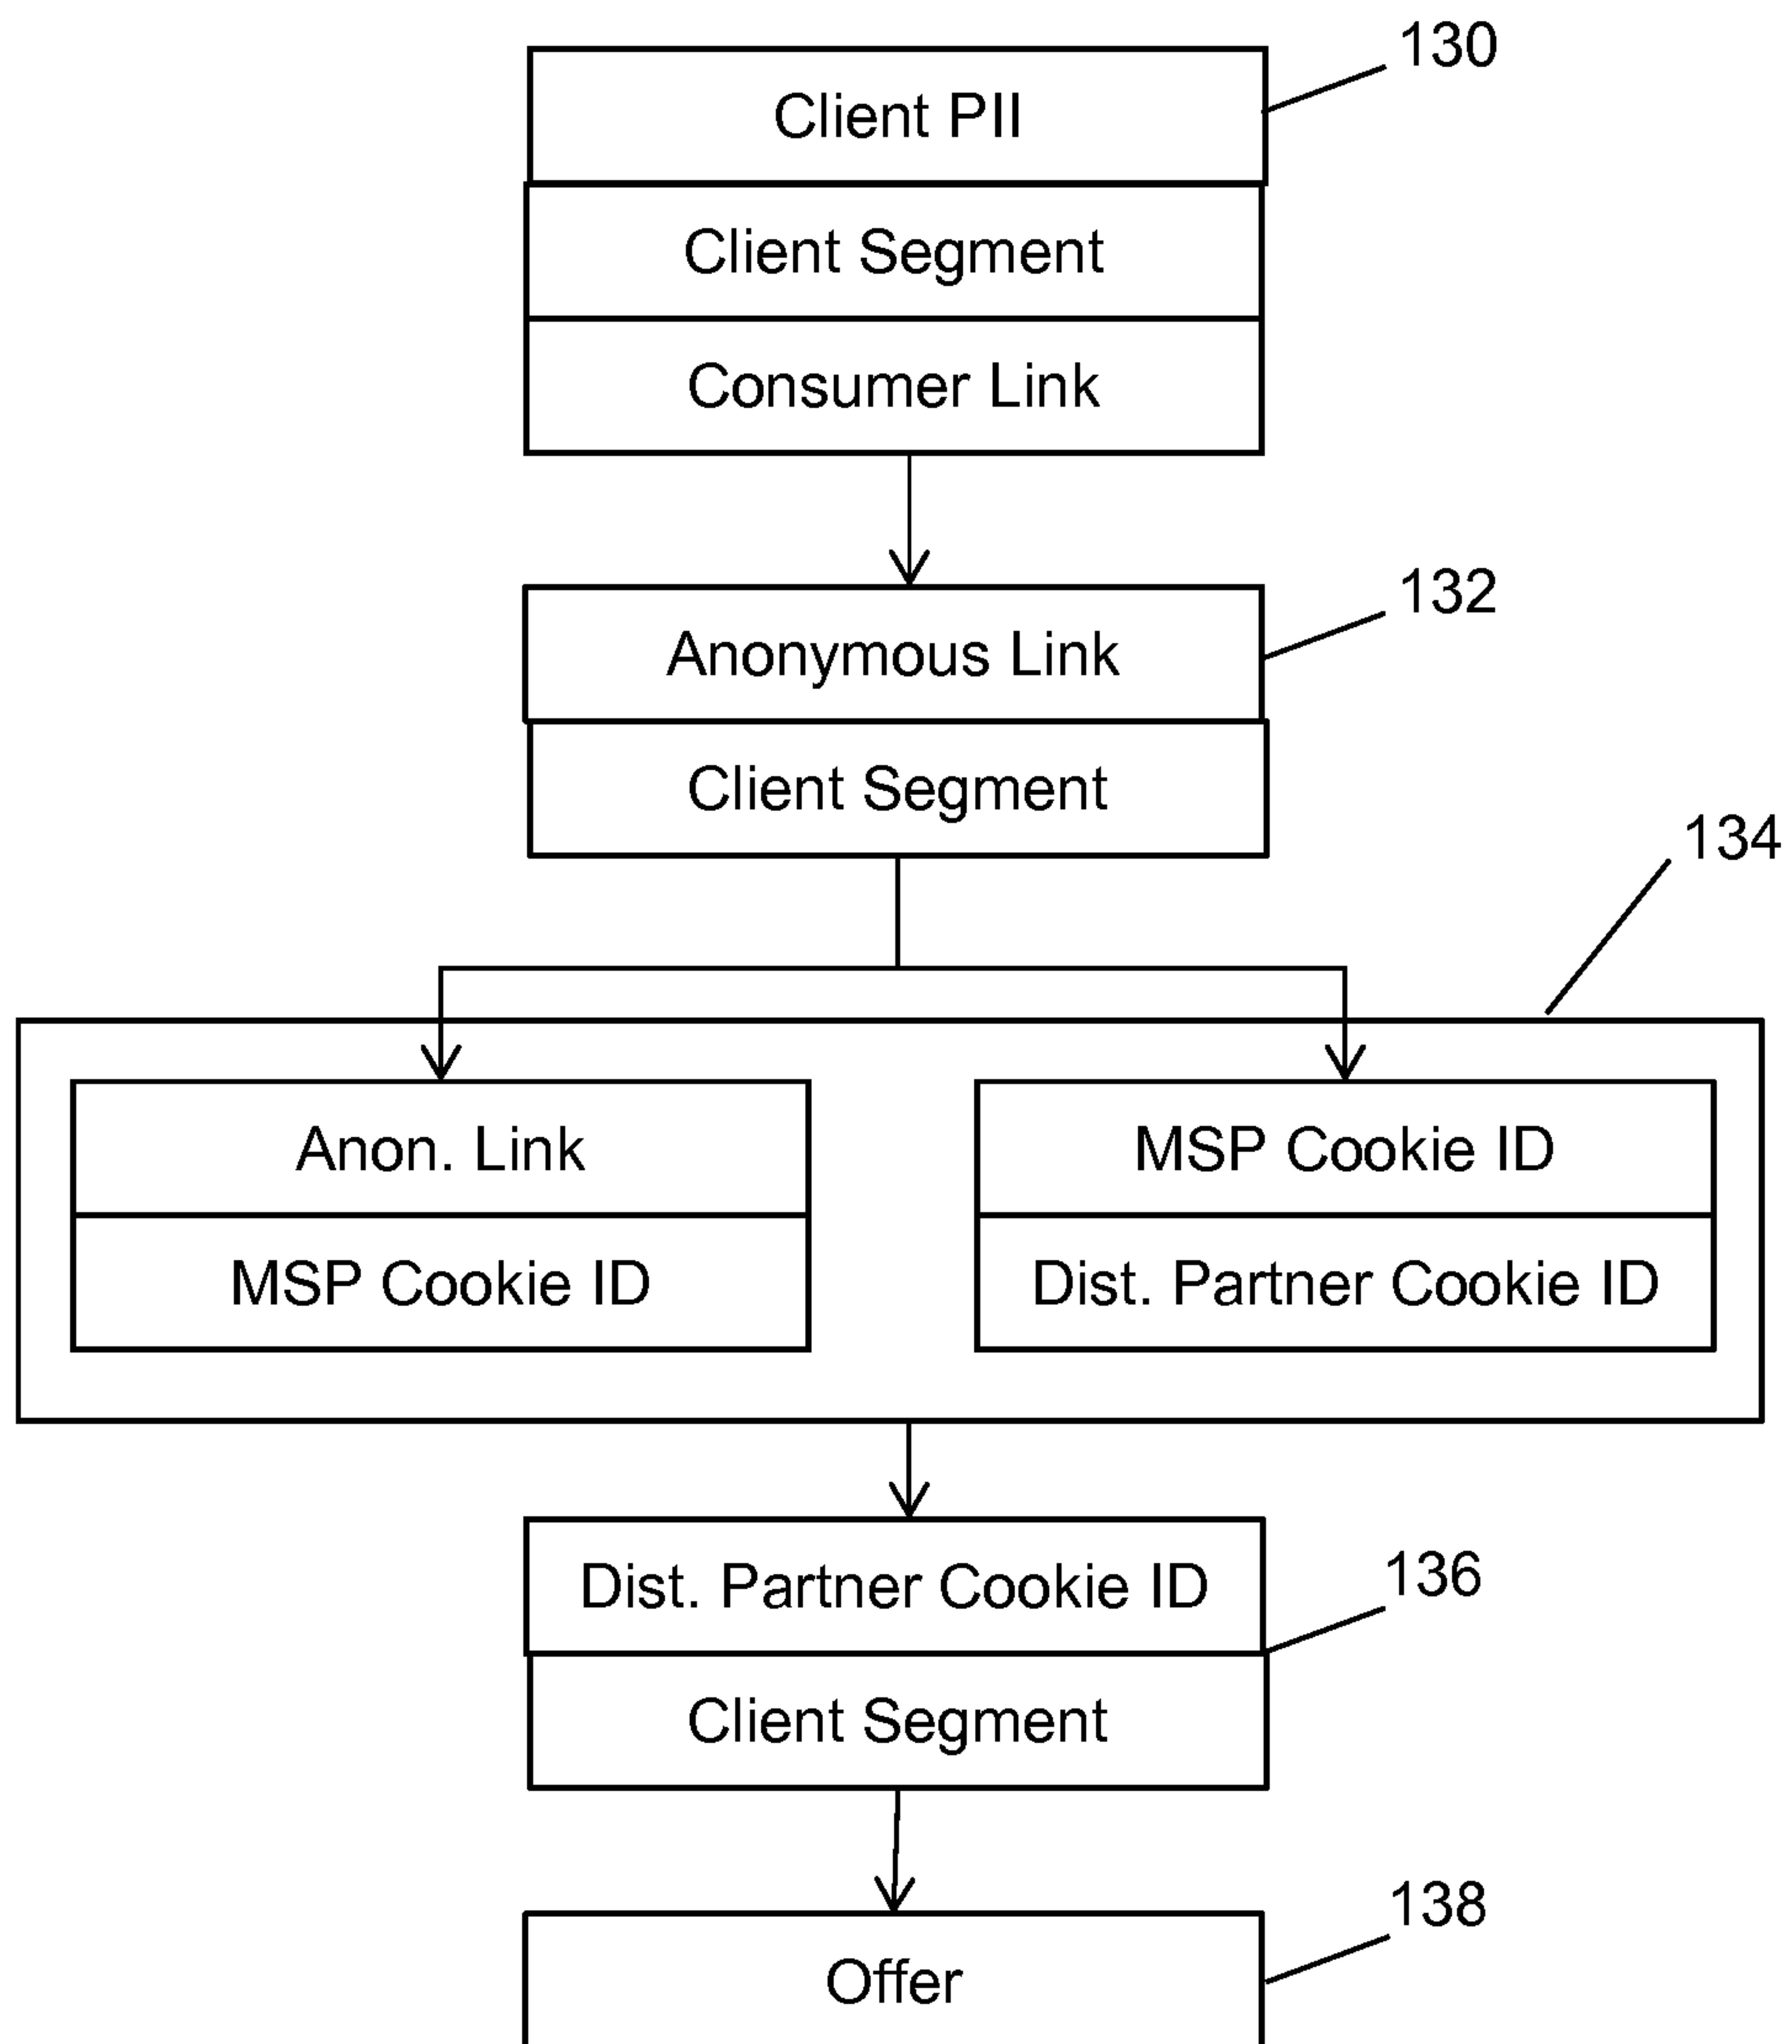 130
Client PII
Client Segment
Consumer Link
132
Anonymous Link
Client Segment
134
Anon. Link
MSP Cookie ID
MSP Cookie ID
Dist. Partner Cookie ID
Dist. Partner Cookie ID
136
Client Segment
138
Offer